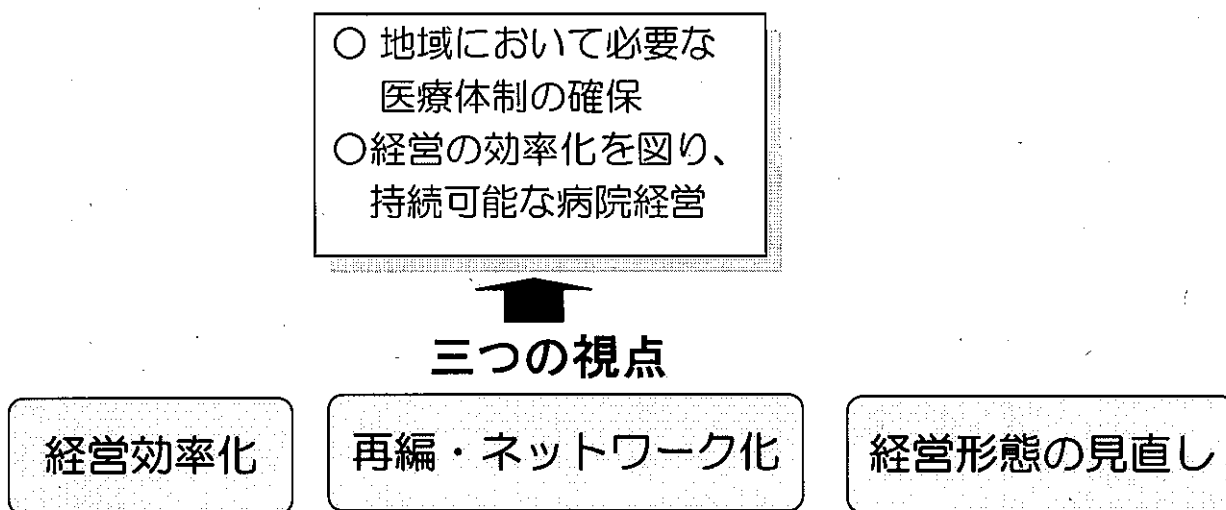 ○ 地域において必要な
医療体制の確保
○経営の効率化を図り、
持続可能な病院経営
三つの視点
経営効率化
再編・ネットワーク化
経営形態の見直し